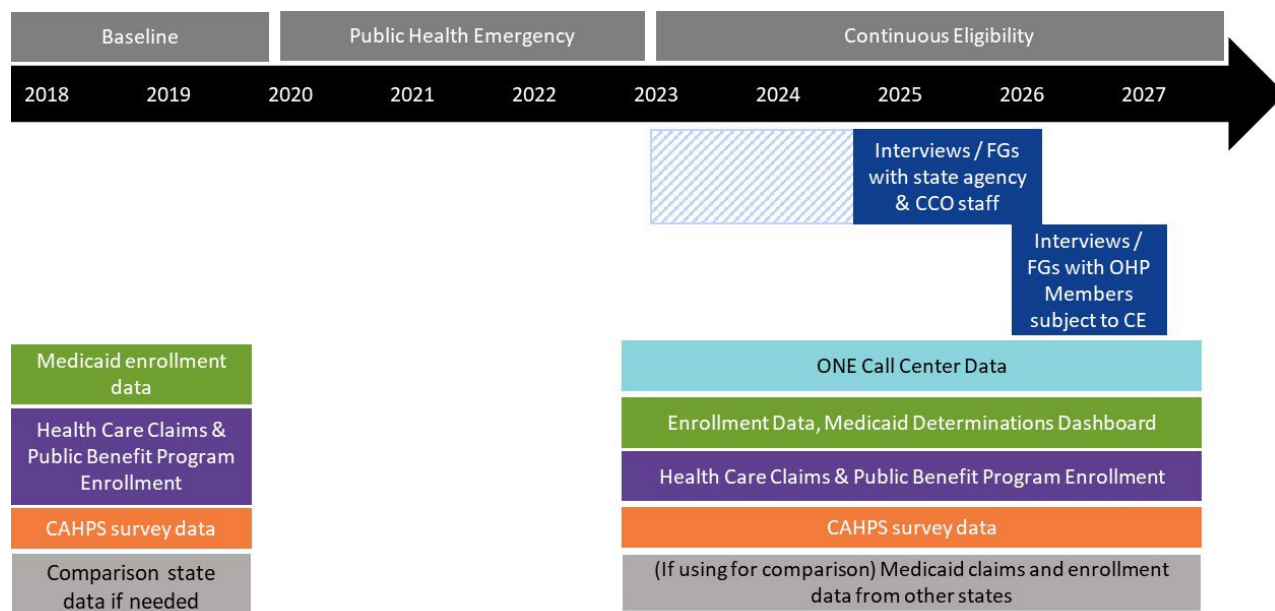 Baseline
Public Health Emergency
Continuous Eligibility
2018 2019 2020 2021 2022 2023 2024 2025 2026 2027
Interviews / FGs
with state agency
& CCO staff
Interviews /
FGs with OHP
Members
subject to CE
Medicaid enrollment
data
ONE Call Center Data
Enrollment Data, Medicaid Determinations Dashboard
Health Care Claims &
Public Benefit Program
Enrollment
Health Care Claims & Public Benefit Program Enrollment
CAHPS survey data
CAHPS survey data
Comparison state
data if needed
(If using for comparison) Medicaid claims and enrollment
data from other states